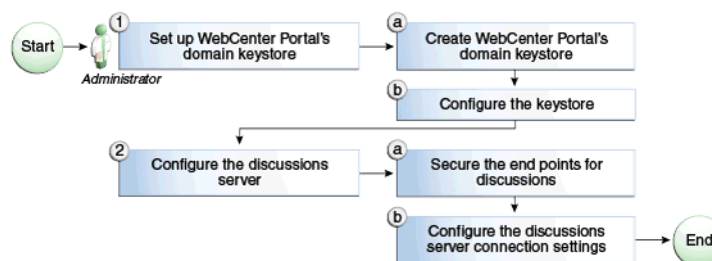 Start
Administrator
1
Set up WebCenter Portal's
domain keystore
a
Create WebCenter Portal's
domain keystore
b
Configure the keystore
2
Configure the discussions
server
a
Secure the end points for
discussions
b
Configure the discussions
server connection settings
End